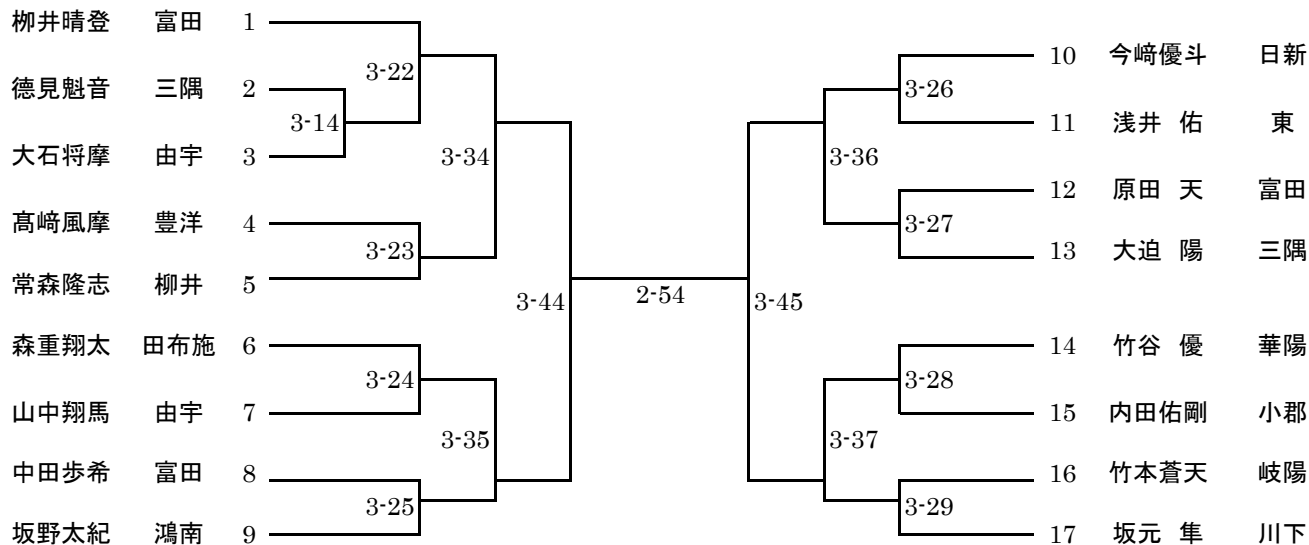 栁井晴登 富田 1
德見魁音 三隅 2
大石将摩 由宇 3
髙﨑風摩 豊洋 4
常森隆志 柳井 5
森重翔太 田布施 6
山中翔馬 由宇 7
中田歩希 富田 8
坂野太紀 鴻南 9
3-14
3-22
3-23
3-24
3-25
3-34
3-35
3-44
2-54
3-45
3-36
3-37
3-26
3-27
3-28
3-29
10 今﨑優斗 日新
11 浅井 佑 東
12 原田 天 富田
13 大迫 陽 三隅
14 竹谷 優 華陽
15 内田佑剛 小郡
16 竹本蒼天 岐陽
17 坂元 隼 川下